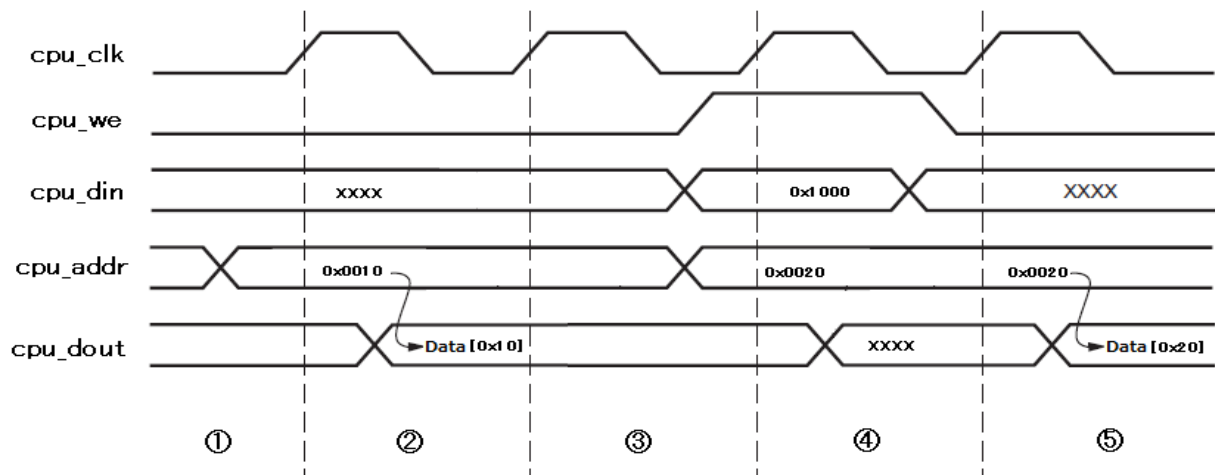 cpu_clk
cpu_we
cpu_din
XXXX
0x1000
XXXX
cpu_addr
0x0010
0x0020
0x0020
cpu_dout
Data [0x10]
XXXX
Data [0x20]
① ② ③ ④ ⑤